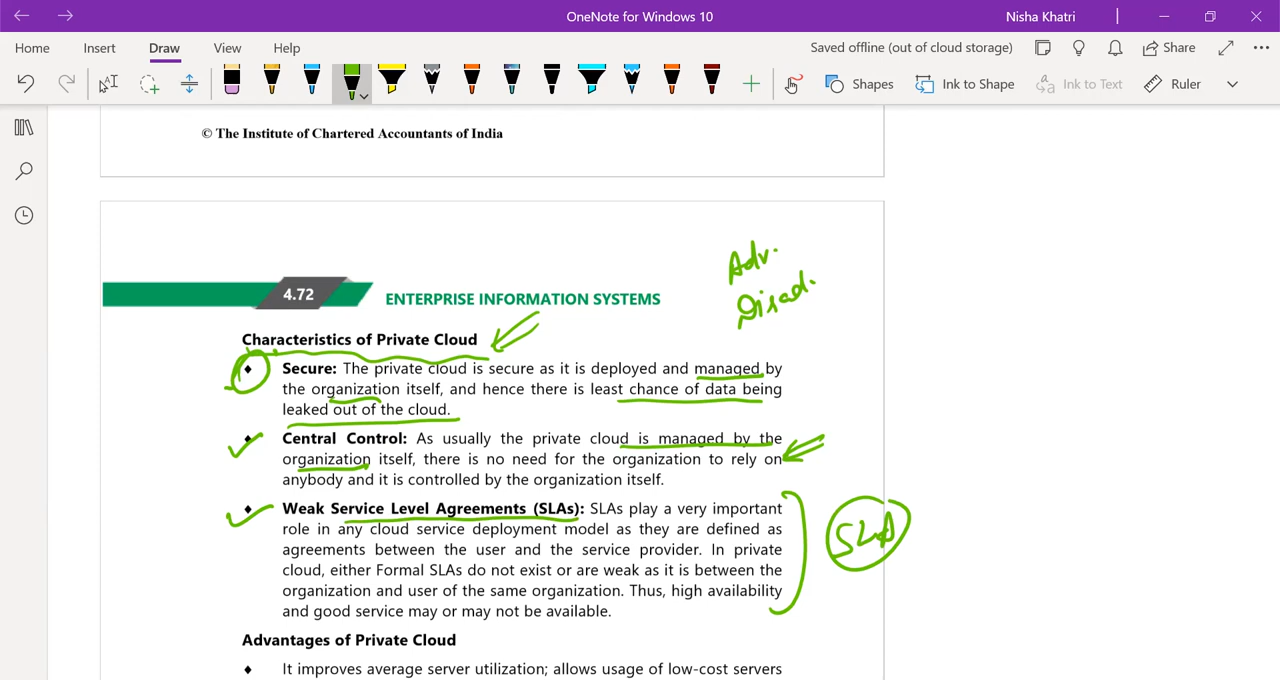 OneNote for Windows 10
Nisha Khatri
Home Insert Draw View Help
Saved offline (out of cloud storage) Share
Shapes Ink to Shape Ink to Text Ruler
© The Institute of Chartered Accountants of India
Adv.
Disad.
4.72 ENTERPRISE INFORMATION SYSTEMS
Characteristics of Private Cloud
♦ Secure: The private cloud is secure as it is deployed and managed by
the organization itself, and hence there is least chance of data being
leaked out of the cloud.
♦ Central Control: As usually the private cloud is managed by the
organization itself, there is no need for the organization to rely on
anybody and it is controlled by the organization itself.
♦ Weak Service Level Agreements (SLAs): SLAs play a very important
role in any cloud service deployment model as they are defined as
agreements between the user and the service provider. In private
cloud, either Formal SLAs do not exist or are weak as it is between the
organization and user of the same organization. Thus, high availability
and good service may or may not be available.
SLA
Advantages of Private Cloud
♦ It improves average server utilization; allows usage of low-cost servers